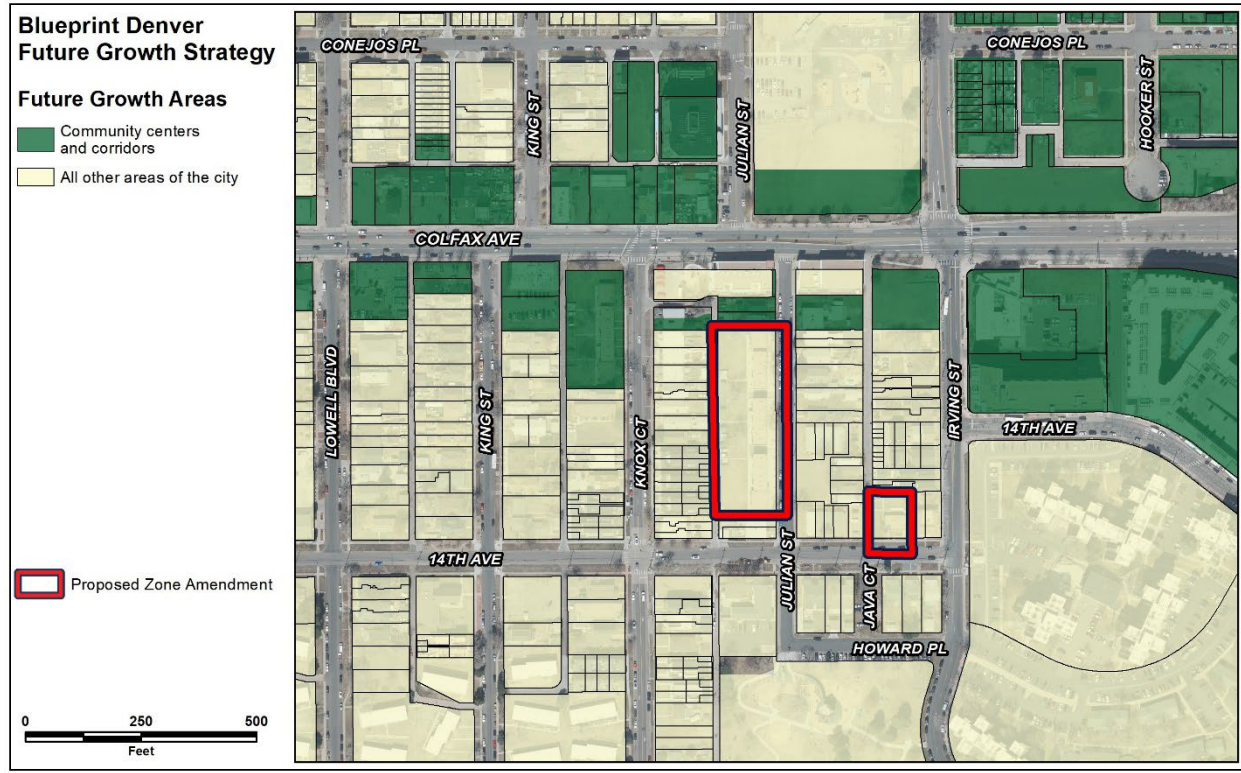 Blueprint Denver
Future Growth Strategy
Future Growth Areas
Community centers
and corridors
All other areas of the city
Proposed Zone Amendment
0 250 500
Feet
CONEJOS PL
CONEJOS PL
KING ST
JULIAN ST
HOOKER ST
COLFAX AVE
LOWELL BLVD
KING ST
KNOX CT
IRVING ST
14TH AVE
14TH AVE
JULIAN ST
JAVA CT
HOWARD PL